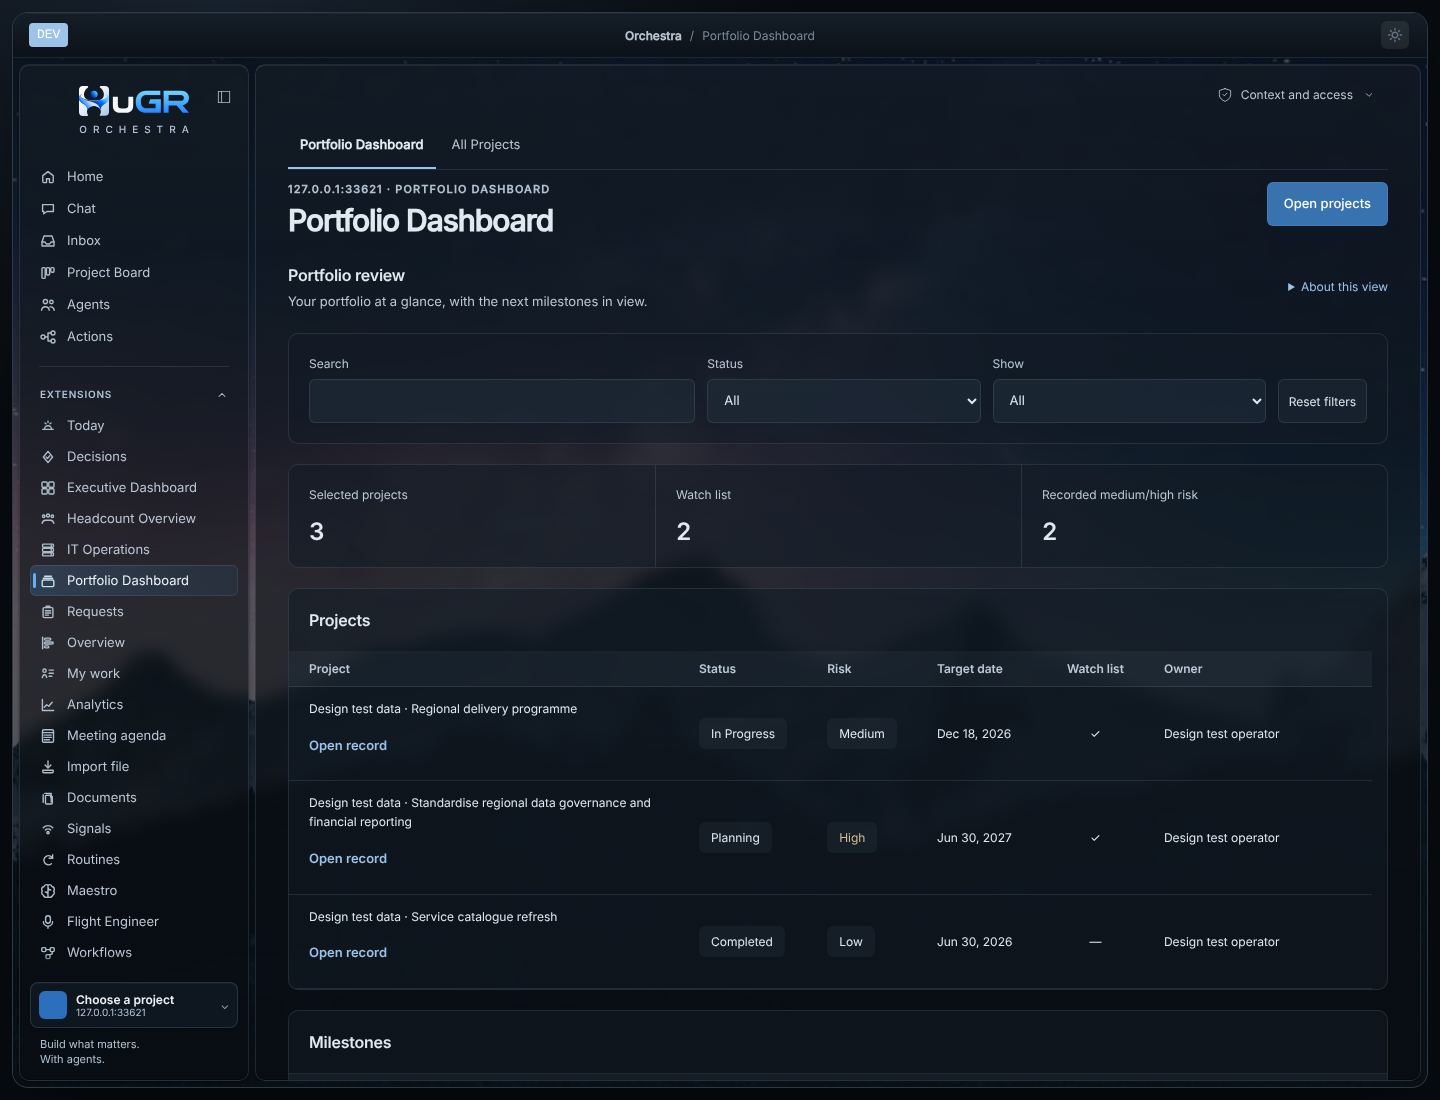 DEV
Orchestra / Portfolio Dashboard
HuGR
ORCHESTRA
Home
Chat
Inbox
Project Board
Agents
Actions
EXTENSIONS
Today
Decisions
Executive Dashboard
Headcount Overview
IT Operations
Portfolio Dashboard
Requests
Overview
My work
Analytics
Meeting agenda
Import file
Documents
Signals
Routines
Maestro
Flight Engineer
Workflows
Choose a project
127.0.0.1:33621
Build what matters.
With agents.
Context and access
Portfolio Dashboard All Projects
127.0.0.1:33621 · PORTFOLIO DASHBOARD
Portfolio Dashboard
Open projects
Portfolio review
Your portfolio at a glance, with the next milestones in view.
About this view
Search Status Show
All All Reset filters
Selected projects Watch list Recorded medium/high risk
3 2 2
Projects
Project Status Risk Target date Watch list Owner
Design test data · Regional delivery programme
Open record
In Progress Medium Dec 18, 2026 ✓ Design test operator
Design test data · Standardise regional data governance and
financial reporting
Open record
Planning High Jun 30, 2027 ✓ Design test operator
Design test data · Service catalogue refresh
Open record
Completed Low Jun 30, 2026 — Design test operator
Milestones